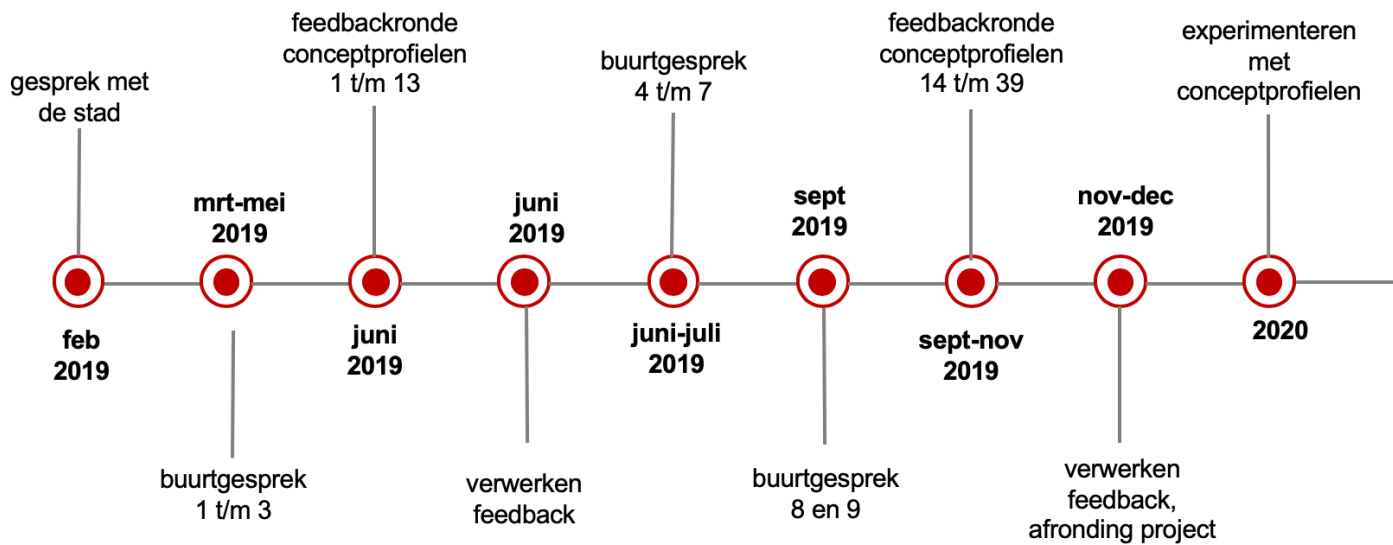 gesprek met
de stad
feb
2019
mrt-mei
2019
buurtgesprek
1 t/m 3
feedbackronde
conceptprofielen
1 t/m 13
juni
2019
juni
2019
verwerken
feedback
buurtgesprek
4 t/m 7
juni-juli
2019
sept
2019
buurtgesprek
8 en 9
feedbackronde
conceptprofielen
14 t/m 39
sept-nov
2019
nov-dec
2019
verwerken
feedback,
afronding project
experimenteren
met
conceptprofielen
2020